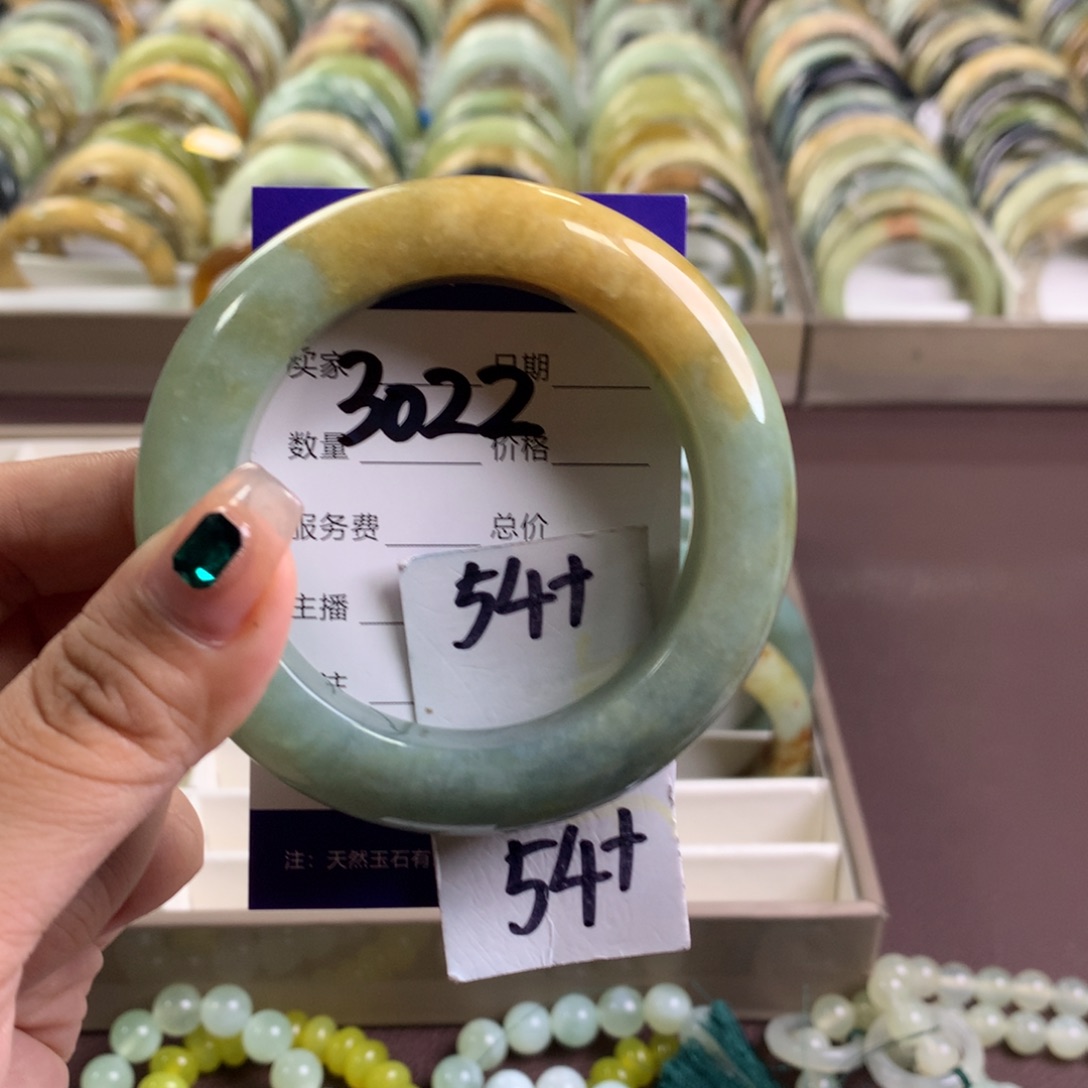 卖家 日期
3022
数量 价格
服务费 总价
54+
主播
注
54+
注：天然玉石有